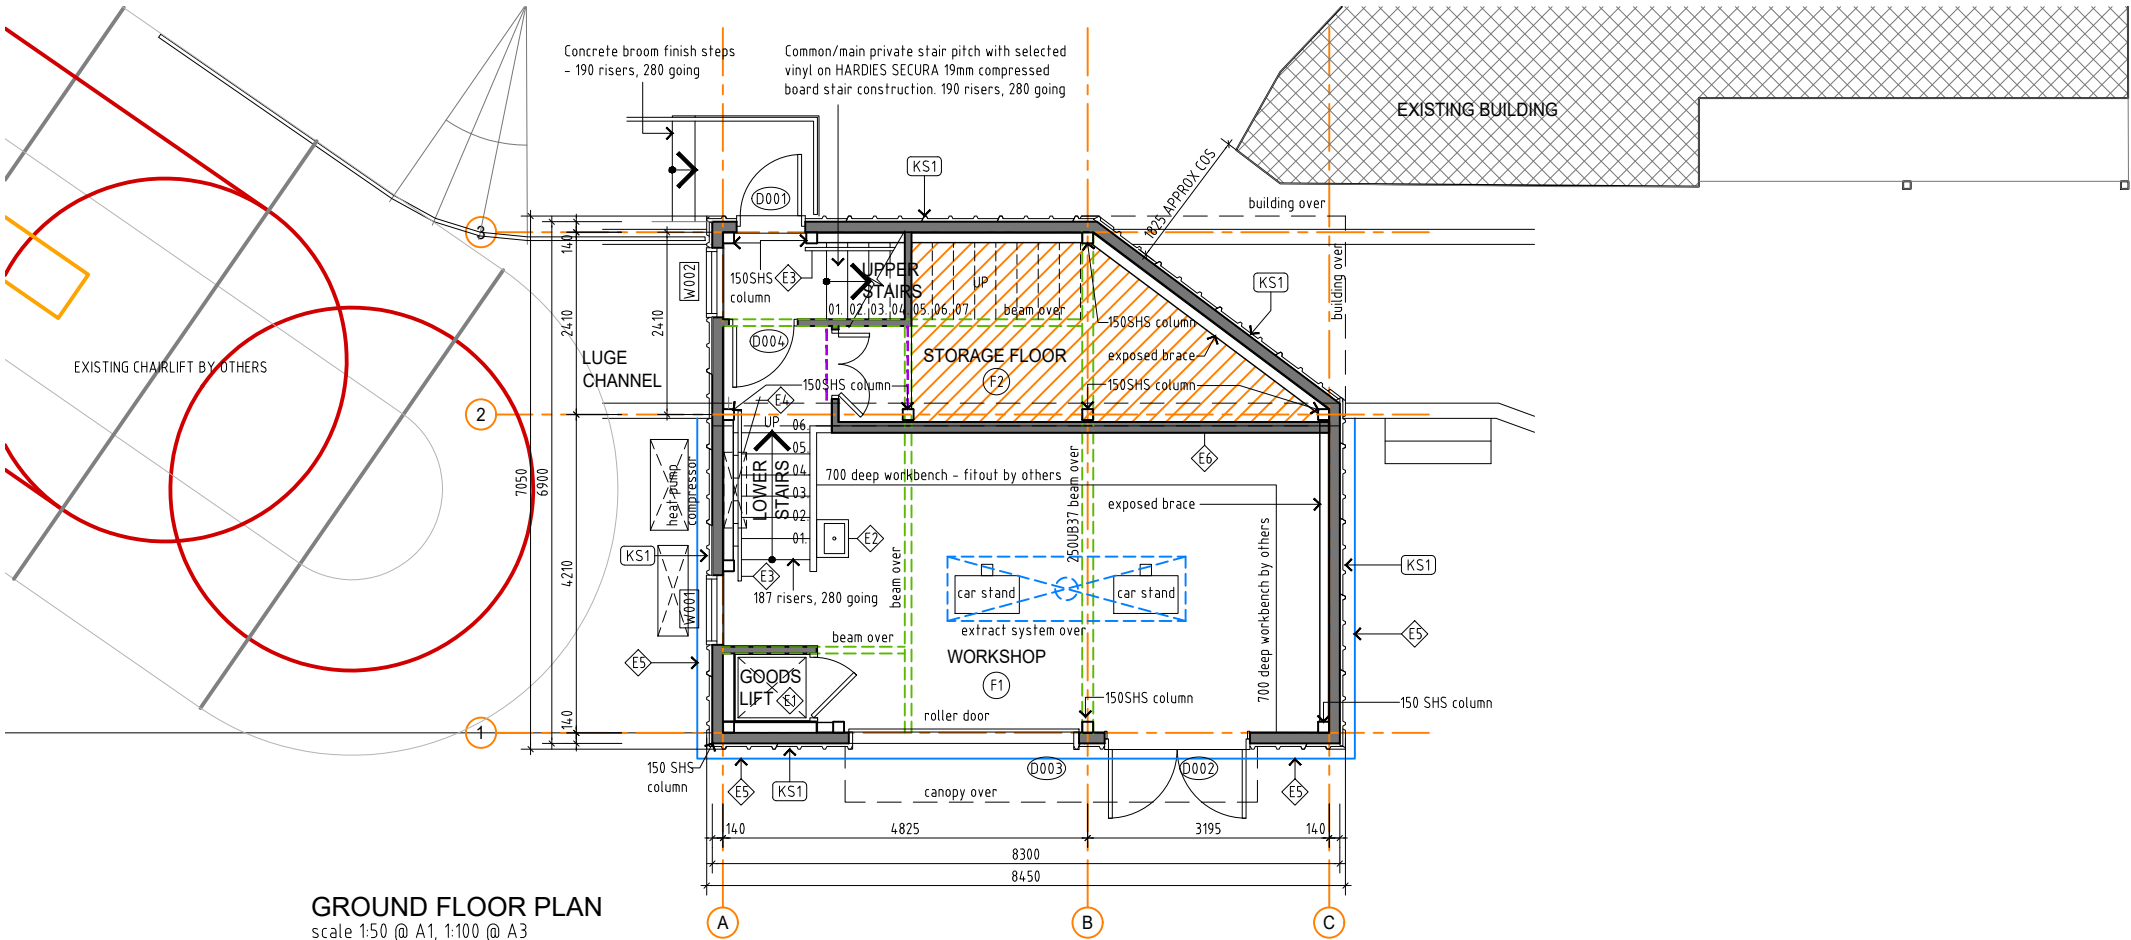 Concrete broom finish steps
- 190 risers, 280 going
Common/main private stair pitch with selected
vinyl on HARDIES SECURA 19mm compressed
board stair construction. 190 risers, 280 going
EXISTING BUILDING
1825 APPROX COS
building over
building over
KS1
D001
3
140
W002
150SHS
column
E3
UPPER
STAIRS
UP
01. 02. 03. 04. 05. 06. 07
beam over
KS1
2410
2410
D004
150SHS column
exposed brace
STORAGE FLOOR
F2
LUGE
CHANNEL
EXISTING CHAIRLIFT BY OTHERS
150SHS column
150SHS column
E4
2
UP
06.
05.
04.
03.
02.
01.
LOWER
STAIRS
E6
700 deep workbench - fitout by others
250UB37 beam over
exposed brace
heat pump
compressor
7050
6900
4210
E2
KS1
E3
187 risers, 280 going
beam over
car stand
car stand
KS1
W001
extract system over
beam over
WORKSHOP
F1
700 deep workbench by others
E5
E5
GOODS
LIFT
E1
150SHS column
150 SHS column
roller door
1
140
150 SHS
column
E5
KS1
D003
D002
E5
canopy over
140
4825
3195
140
8300
8450
A
B
C
GROUND FLOOR PLAN
scale 1:50 @ A1, 1:100 @ A3